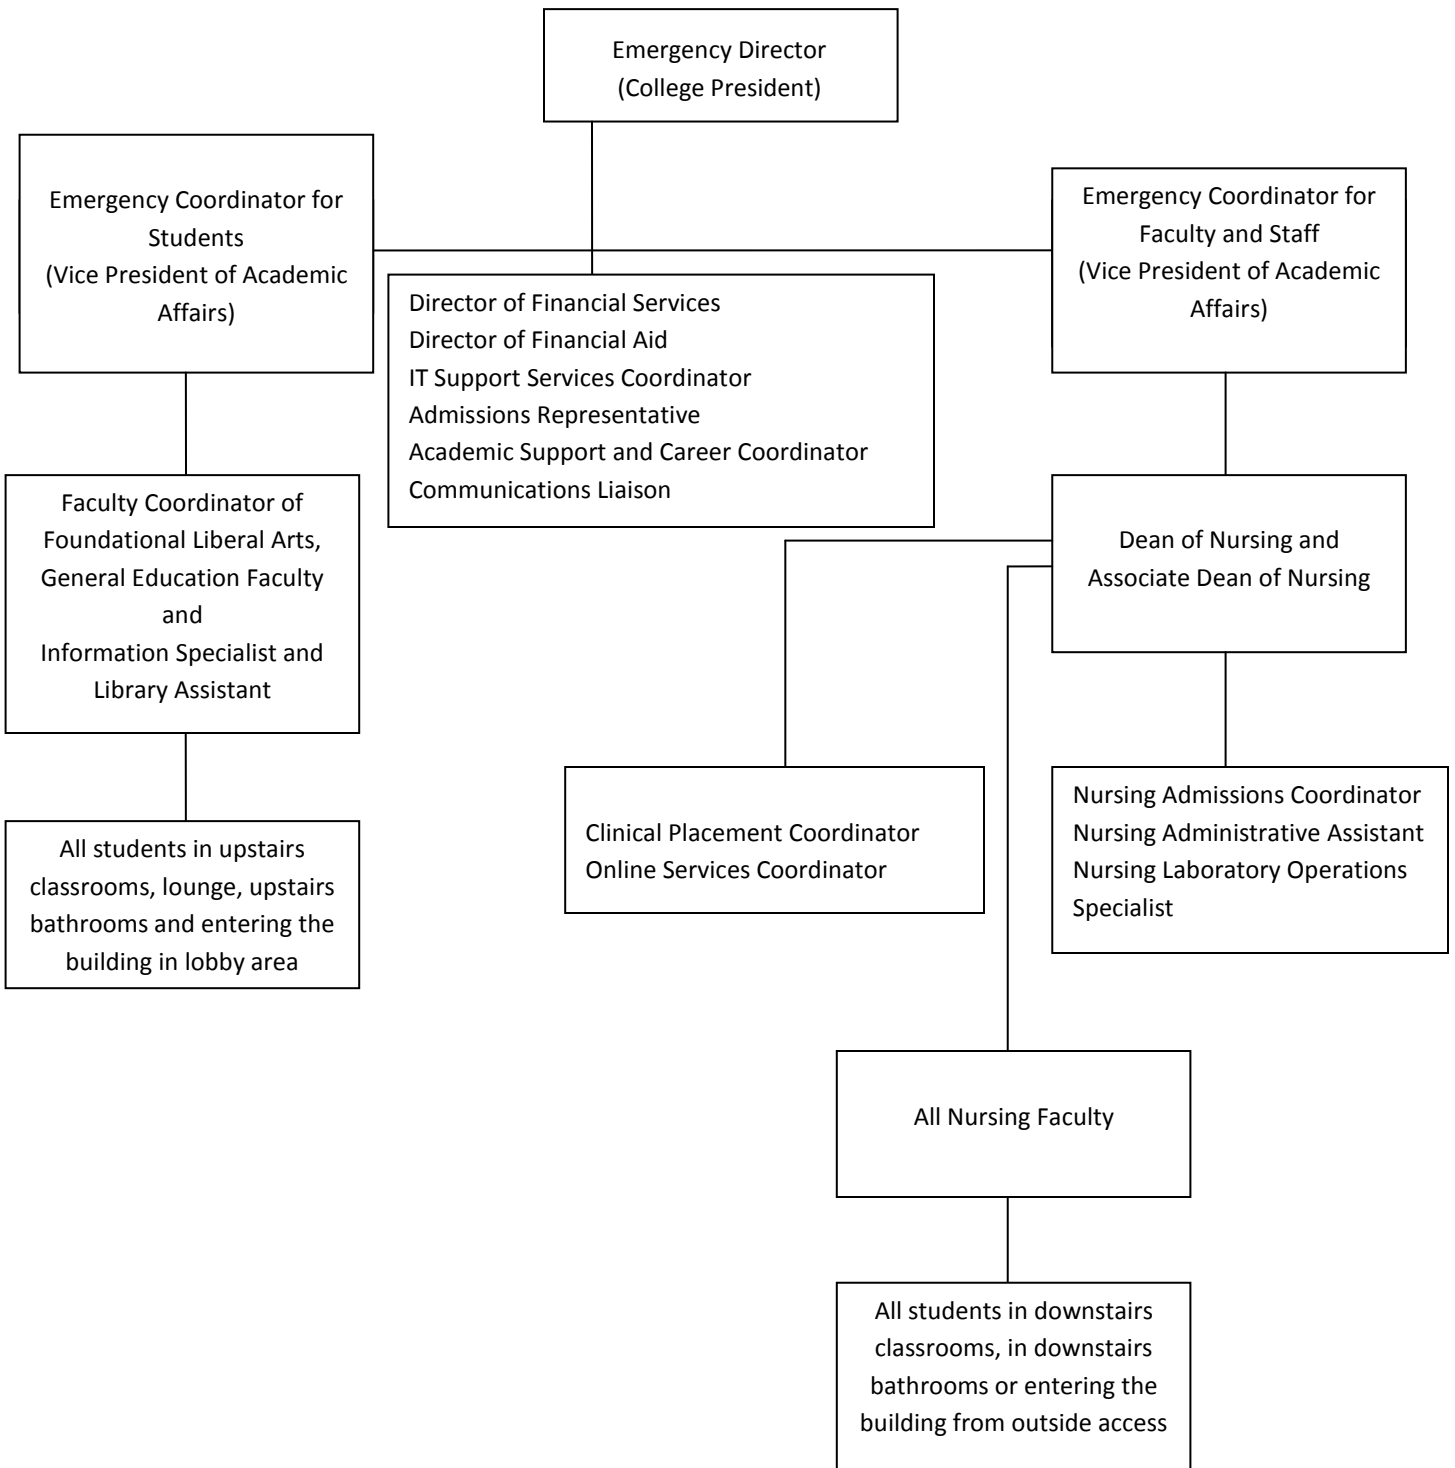 Emergency Director
(College President)
Emergency Coordinator for
Students
(Vice President of Academic
Affairs)
Emergency Coordinator for
Faculty and Staff
(Vice President of Academic
Affairs)
Director of Financial Services
Director of Financial Aid
IT Support Services Coordinator
Admissions Representative
Academic Support and Career Coordinator
Communications Liaison
Faculty Coordinator of
Foundational Liberal Arts,
General Education Faculty
and
Information Specialist and
Library Assistant
Dean of Nursing and
Associate Dean of Nursing
Clinical Placement Coordinator
Online Services Coordinator
Nursing Admissions Coordinator
Nursing Administrative Assistant
Nursing Laboratory Operations
Specialist
All students in upstairs
classrooms, lounge, upstairs
bathrooms and entering the
building in lobby area
All Nursing Faculty
All students in downstairs
classrooms, in downstairs
bathrooms or entering the
building from outside access